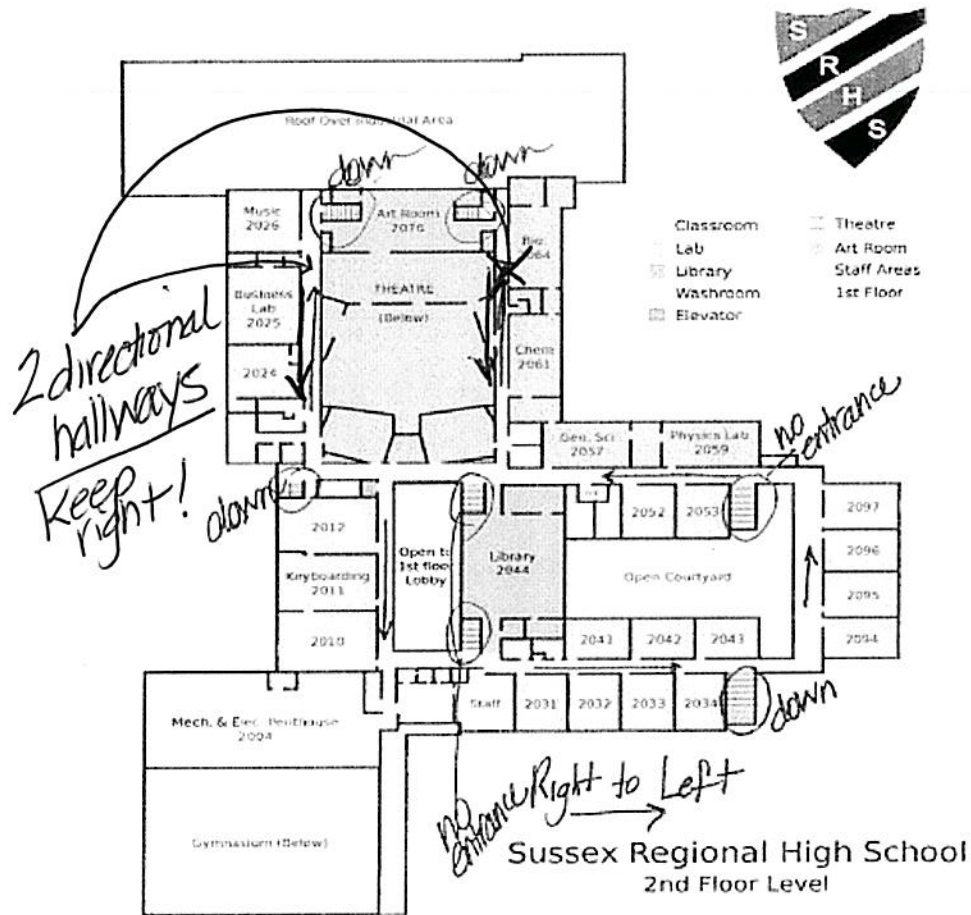 S
R
H
S
Roof Over Industrial Area
down
down
Music
2026
Art Room
2076
Bio.
2064
Classroom
Lab
Library
Washroom
Elevator
Theatre
Art Room
Staff Areas
1st Floor
Business
Lab
2025
THEATRE
(Below)
2024
Chem
2061
2 directional
hallways
Keep
right!
no
entrance
Gen. Sci.
2057
Physics Lab
2059
down
2012
Keyboarding
2011
2010
Open to
1st floor
Lobby
Library
2044
2052
2053
Open Courtyard
2097
2096
2095
2094
2041
2042
2043
Staff
2031
2032
2033
2034
down
Mech. & Elec. Penthouse
2004
Gymnasium (Below)
no
entrance
Right to Left
Sussex Regional High School
2nd Floor Level